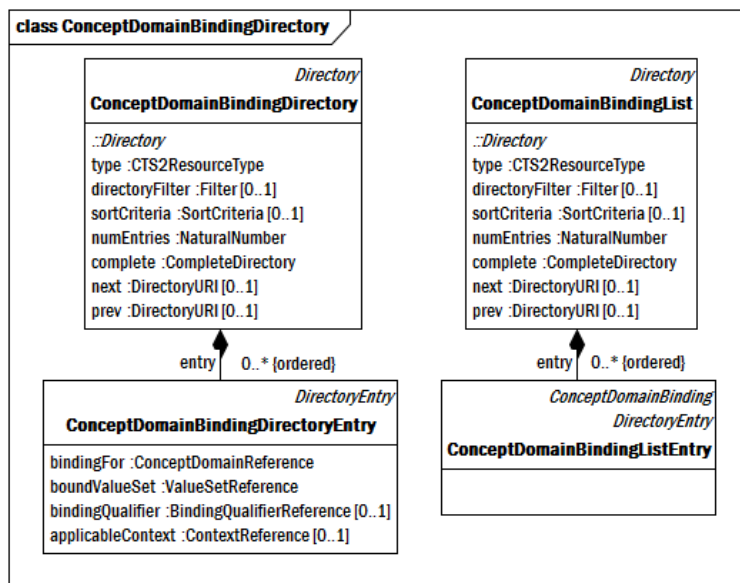 class ConceptDomainBindingDirectory
Directory
ConceptDomainBindingDirectory
::Directory
type :CTS2ResourceType
directoryFilter :Filter [0..1]
sortCriteria :SortCriteria [0..1]
numEntries :NaturalNumber
complete :CompleteDirectory
next :DirectoryURI [0..1]
prev :DirectoryURI [0..1]
entry 0..* {ordered}
DirectoryEntry
ConceptDomainBindingDirectoryEntry
bindingFor :ConceptDomainReference
boundValueSet :ValueSetReference
bindingQualifier :BindingQualifierReference [0..1]
applicableContext :ContextReference [0..1]
Directory
ConceptDomainBindingList
::Directory
type :CTS2ResourceType
directoryFilter :Filter [0..1]
sortCriteria :SortCriteria [0..1]
numEntries :NaturalNumber
complete :CompleteDirectory
next :DirectoryURI [0..1]
prev :DirectoryURI [0..1]
entry 0..* {ordered}
ConceptDomainBinding
DirectoryEntry
ConceptDomainBindingListEntry